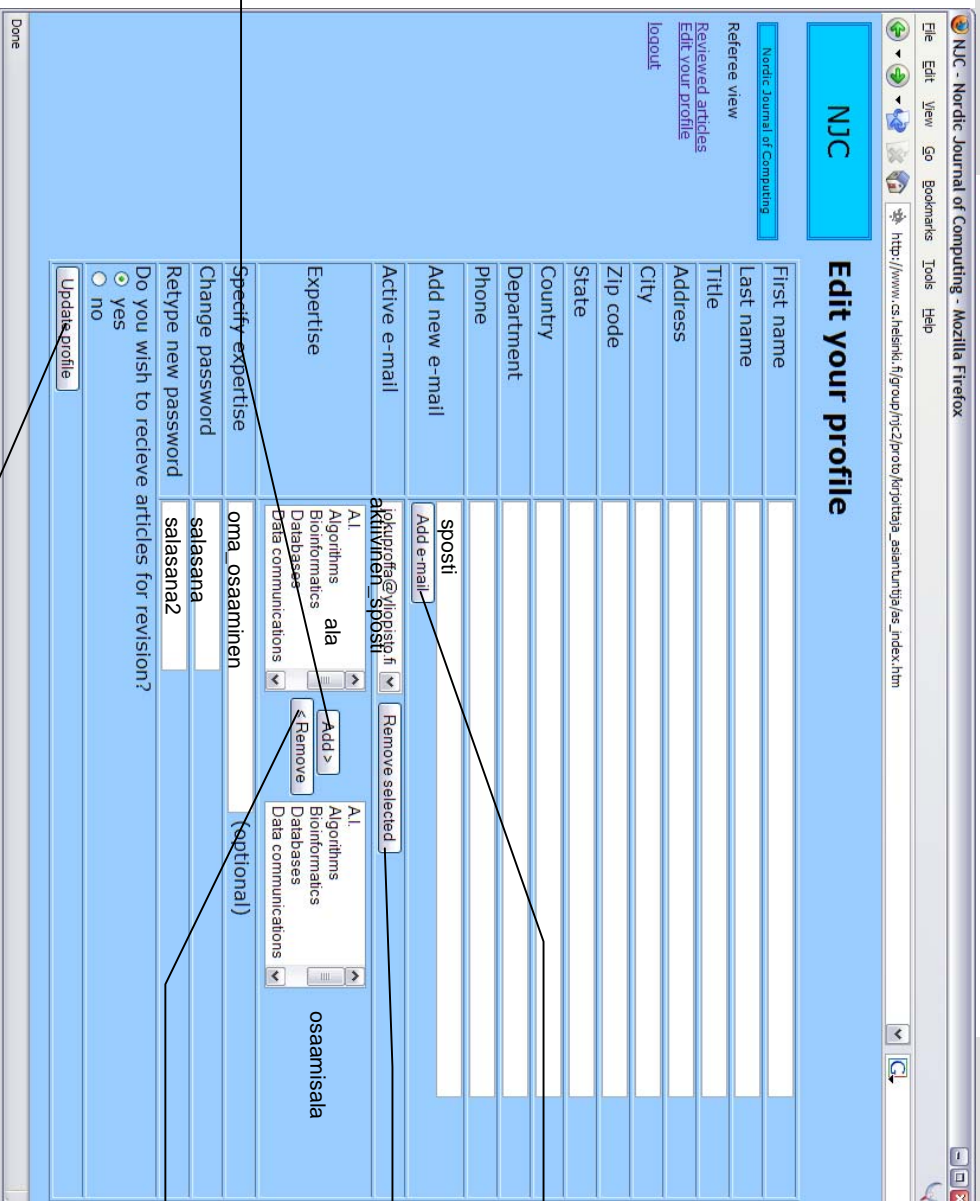 NJC - Nordic Journal of Computing - Mozilla Firefox
File Edit View Go Bookmarks Tools Help
http://www.cs.helsinki.fi/group/njc2/proto/kirjoittaja_asiantuntija/as_index.htm
NJC
Edit your profile
Nordic Journal of Computing
Referee view
Reviewed articles
Edit your profile
logout
First name
Last name
Title
Address
City
Zip code
State
Country
Department
Phone
Add new e-mail
sposti
Add e-mail
Active e-mail
jokuproffa@yliopisto.fi
aktiivinen_sposti
Remove selected
Expertise
A.I.
Algorithms
Bioinformatics
Databases
Data communications
ala
Add >
< Remove
A.I.
Algorithms
Bioinformatics
Databases
Data communications
osaamisala
Specify expertise
oma_osaaminen
(optional)
Change password
salasana
Retype new password
salasana2
Do you wish to recieve articles for revision?
yes
no
Update profile
Done